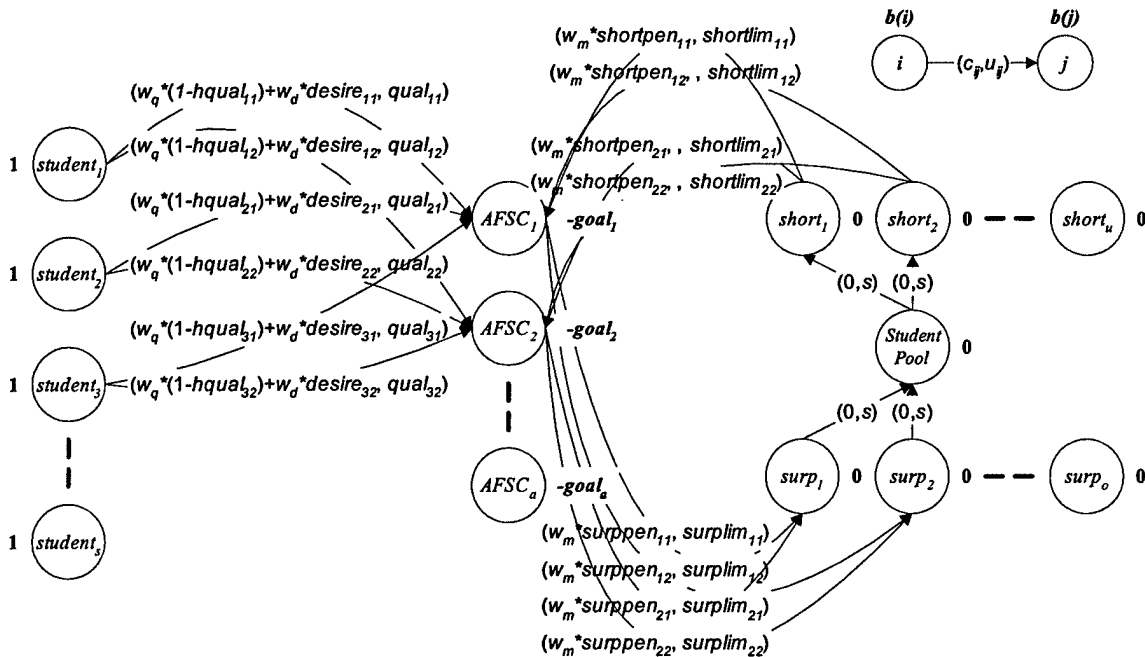 b(i) b(j)
i (c_ij,u_ij) j
(w_m*shortpen_11, shortlim_11)
(w_m*shortpen_12, , shortlim_12)
(w_m*shortpen_21, , shortlim_21)
(w_m*shortpen_22, , shortlim_22)
(w_q*(1-hqual_11)+w_d*desire_11, qual_11)
(w_q*(1-hqual_12)+w_d*desire_12, qual_12)
(w_q*(1-hqual_21)+w_d*desire_21, qual_21)
(w_q*(1-hqual_22)+w_d*desire_22, qual_22)
(w_q*(1-hqual_31)+w_d*desire_31, qual_31)
(w_q*(1-hqual_32)+w_d*desire_32, qual_32)
1 student_1
1 student_2
1 student_3
1 student_s
AFSC_1 -goal_1
AFSC_2 -goal_2
AFSC_a -goal_a
short_1 0 short_2 0 short_u 0
(0,s) (0,s)
Student
Pool 0
(0,s) (0,s)
surp_1 0 surp_2 0 surp_o 0
(w_m*surppen_11, surplim_11)
(w_m*surppen_12, surplim_12)
(w_m*surppen_21, surplim_21)
(w_m*surppen_22, surplim_22)